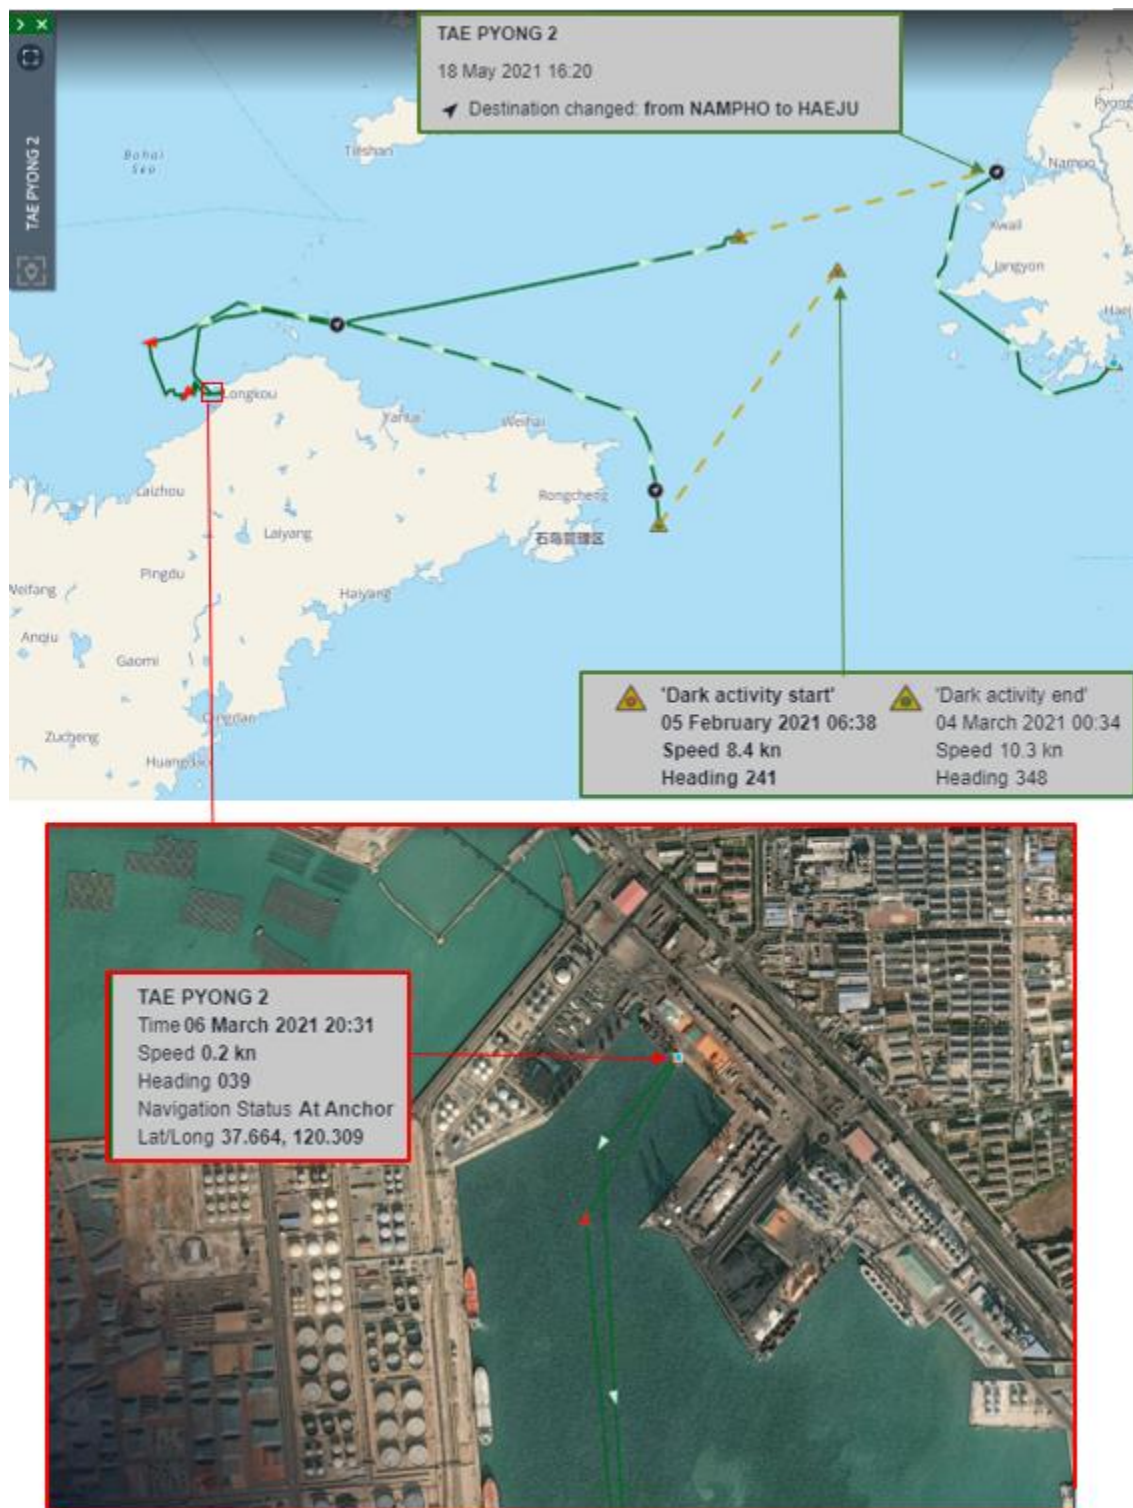 TAE PYONG 2
18 May 2021 16:20
Destination changed: from NAMPHO to HAEJU
TAE PYONG 2
Bohai
Sea
Tieshan
Pyong
Nampo
Kwail
Jangyon
Haej
Longkou
Yantai
Weihai
Laizhou
Rongcheng
Laiyang
石岛管理区
Pingdu
Weifang
Haiyang
Anqiu
Gaomi
Qingdao
Zucheng
Huangdao
'Dark activity start'
05 February 2021 06:38
Speed 8.4 kn
Heading 241
'Dark activity end'
04 March 2021 00:34
Speed 10.3 kn
Heading 348
TAE PYONG 2
Time 06 March 2021 20:31
Speed 0.2 kn
Heading 039
Navigation Status At Anchor
Lat/Long 37.664, 120.309